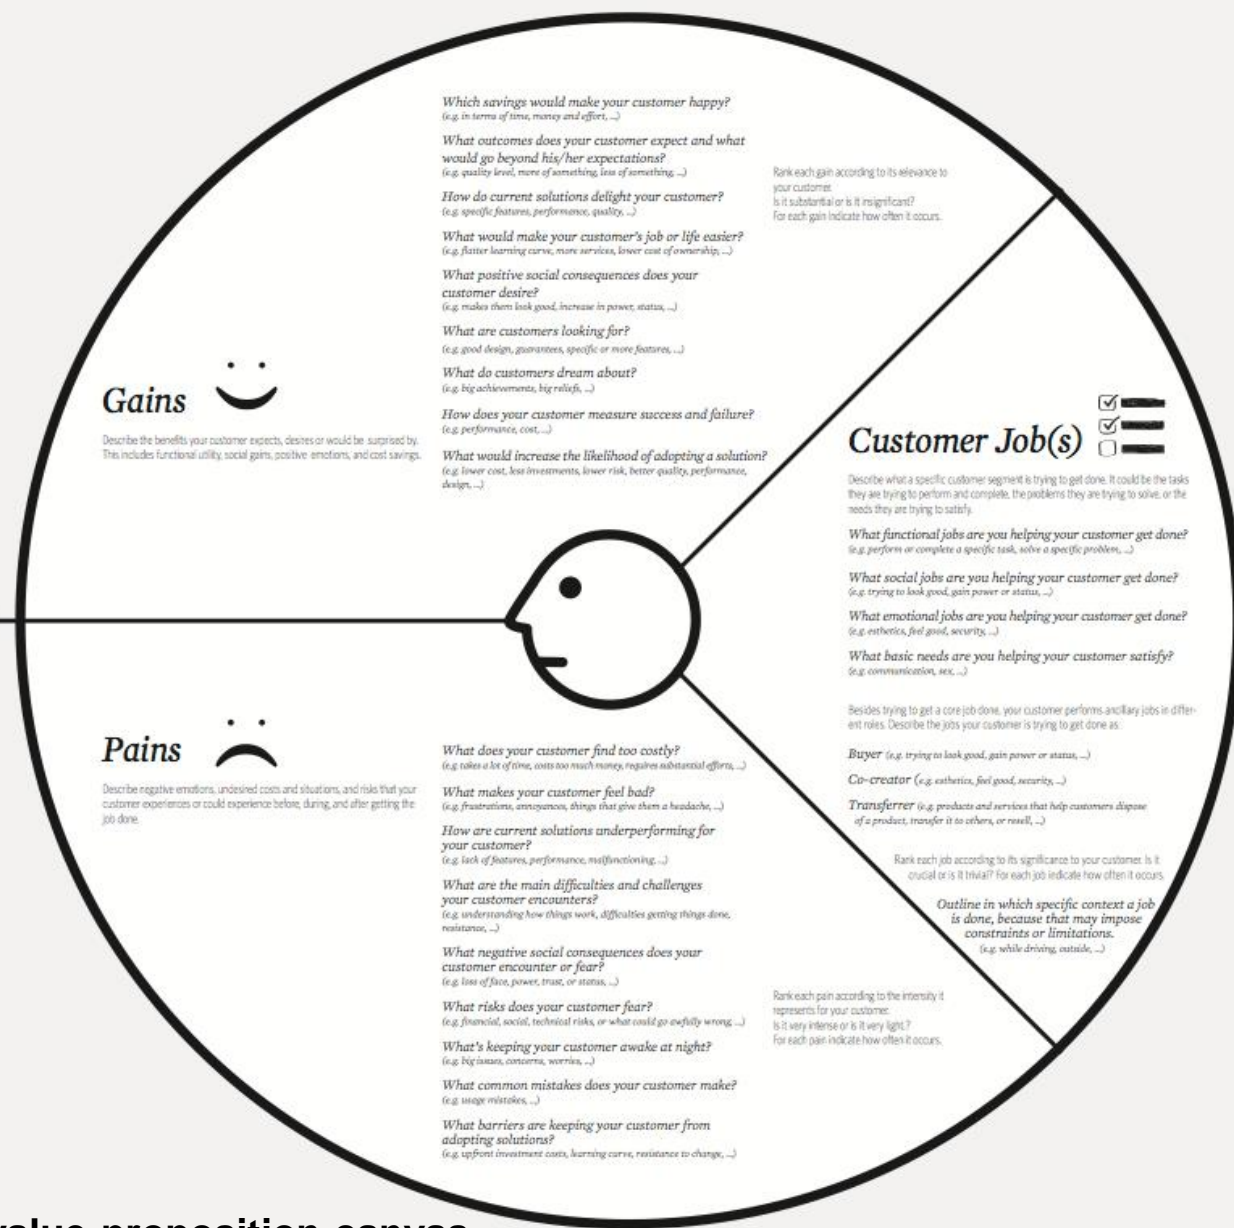 Which savings would make your customer happy?
(e.g. in terms of time, money and effort, ...)
What outcomes does your customer expect and what
would go beyond his/her expectations?
(e.g. quality level, more of something, less of something, ...)
How do current solutions delight your customer?
(e.g. specific features, performance, quality, ...)
What would make your customer's job or life easier?
(e.g. flatter learning curve, more services, lower cost of ownership, ...)
What positive social consequences does your
customer desire?
(e.g. makes them look good, increase in power, status, ...)
What are customers looking for?
(e.g. good design, guarantees, specific or more features, ...)
What do customers dream about?
(e.g. big achievements, big reliefs, ...)
How does your customer measure success and failure?
(e.g. performance, cost, ...)
What would increase the likelihood of adopting a solution?
(e.g. lower cost, less investments, lower risk, better quality, performance,
design, ...)
Rank each gain according to its relevance to
your customer.
Is it substantial or is it insignificant?
For each gain indicate how often it occurs.
Gains
Describe the benefits your customer expects, desires or would be surprised by.
This includes functional utility, social gains, positive emotions, and cost savings.
Customer Job(s)
Describe what a specific customer segment is trying to get done. It could be the tasks
they are trying to perform and complete, the problems they are trying to solve, or the
needs they are trying to satisfy.
What functional jobs are you helping your customer get done?
(e.g. perform or complete a specific task, solve a specific problem, ...)
What social jobs are you helping your customer get done?
(e.g. trying to look good, gain power or status, ...)
What emotional jobs are you helping your customer get done?
(e.g. esthetics, feel good, security, ...)
What basic needs are you helping your customer satisfy?
(e.g. communication, sex, ...)
Besides trying to get a core job done, your customer performs ancillary jobs in differ-
ent roles. Describe the jobs your customer is trying to get done as:
Buyer (e.g. trying to look good, gain power or status, ...)
Co-creator (e.g. esthetics, feel good, security, ...)
Transferrer (e.g. products and services that help customers dispose
of a product, transfer it to others, or resell, ...)
Rank each job according to its significance to your customer. Is it
crucial or is it trivial? For each job indicate how often it occurs.
Outline in which specific context a job
is done, because that may impose
constraints or limitations.
(e.g. while driving, outside, ...)
Pains
Describe negative emotions, undesired costs and situations, and risks that your
customer experiences or could experience before, during, and after getting the
job done.
What does your customer find too costly?
(e.g. takes a lot of time, costs too much money, requires substantial efforts, ...)
What makes your customer feel bad?
(e.g. frustrations, annoyances, things that give them a headache, ...)
How are current solutions underperforming for
your customer?
(e.g. lack of features, performance, malfunctioning, ...)
What are the main difficulties and challenges
your customer encounters?
(e.g. understanding how things work, difficulties getting things done,
resistance, ...)
What negative social consequences does your
customer encounter or fear?
(e.g. loss of face, power, trust, or status, ...)
What risks does your customer fear?
(e.g. financial, social, technical risks, or what could go awfully wrong, ...)
What's keeping your customer awake at night?
(e.g. big issues, concerns, worries, ...)
What common mistakes does your customer make?
(e.g. usage mistakes, ...)
What barriers are keeping your customer from
adopting solutions?
(e.g. upfront investment costs, learning curve, resistance to change, ...)
Rank each pain according to the intensity it
represents for your customer.
Is it very intense or is it very light.?
For each pain indicate how often it occurs.
value proposition canvas